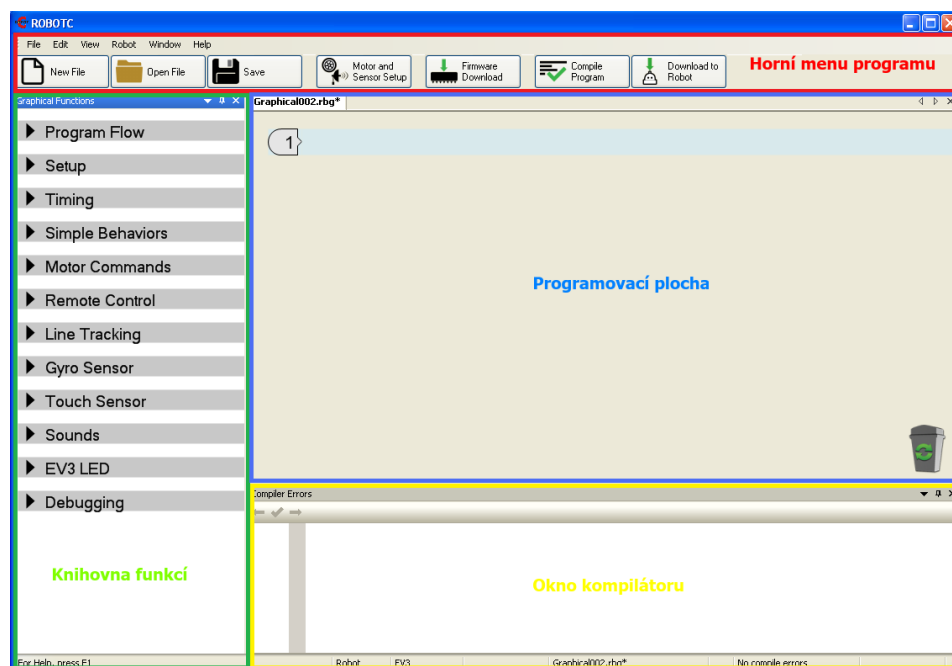 ROBOTC
File Edit View Robot Window Help
New File Open File Save Motor and Sensor Setup Firmware Download Compile Program Download to Robot Horní menu programu
Graphical Functions
Graphical002.rbg*
Program Flow
1
Setup
Timing
Simple Behaviors
Motor Commands
Programovací plocha
Remote Control
Line Tracking
Gyro Sensor
Touch Sensor
Sounds
EV3 LED
Compiler Errors
Debugging
Knihovna funkcí
Okno kompilátoru
For Help, press F1 Robot EV3 Graphical002.rbg* No compile errors